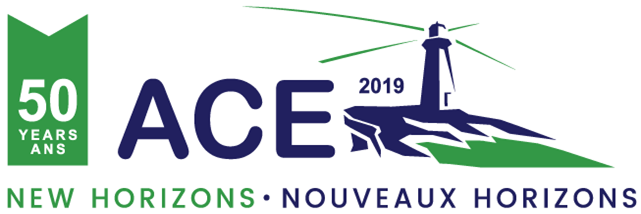 50
YEARS
ANS
ACE
2019
NEW HORIZONS • NOUVEAUX HORIZONS